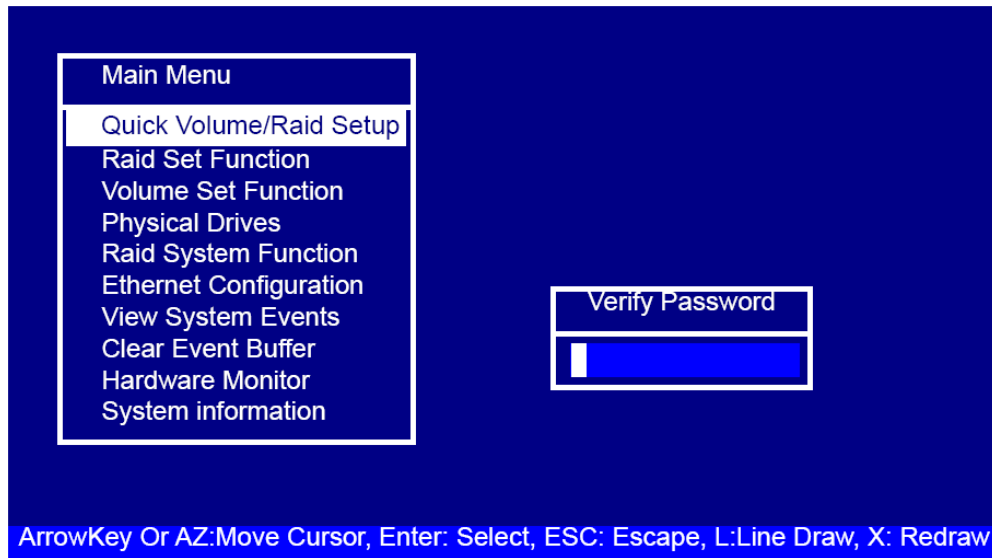 Main Menu
Quick Volume/Raid Setup
Raid Set Function
Volume Set Function
Physical Drives
Raid System Function
Ethernet Configuration
View System Events
Clear Event Buffer
Hardware Monitor
System information
Verify Password
ArrowKey Or AZ:Move Cursor, Enter: Select, ESC: Escape, L:Line Draw, X: Redraw